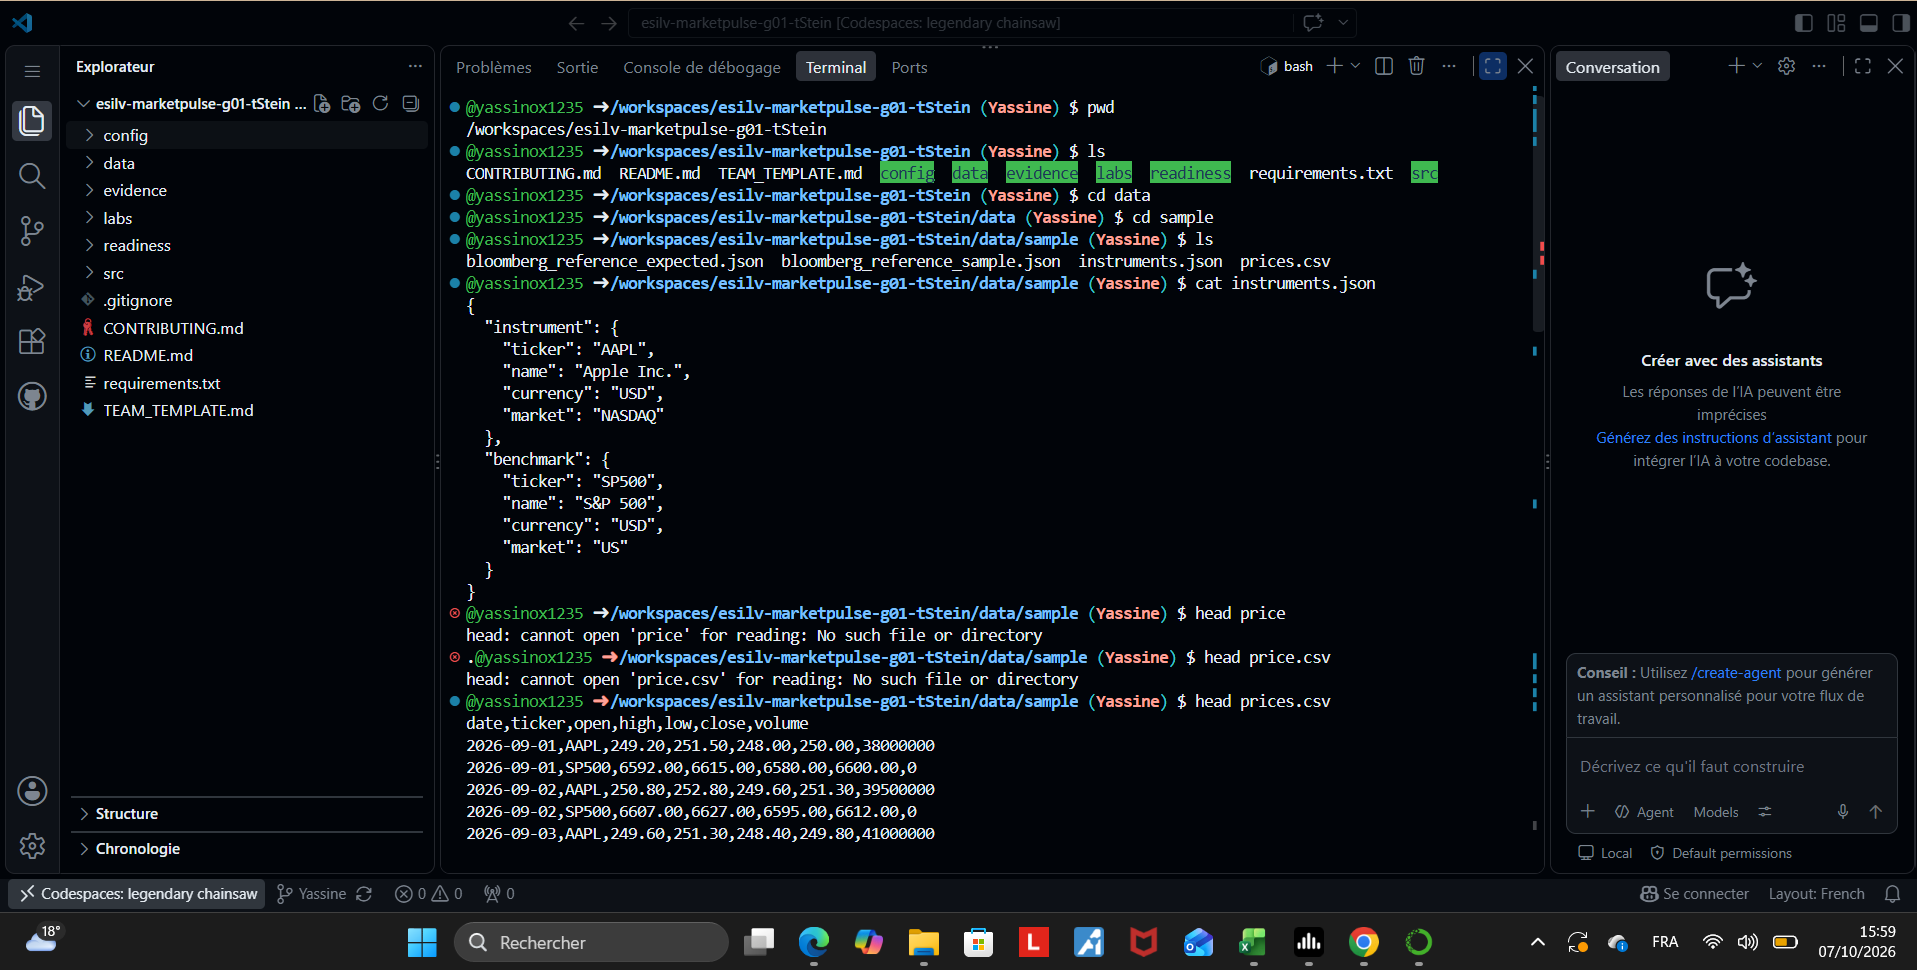 esilv-marketpulse-g01-tStein [Codespaces: legendary chainsaw]
Explorateur
esilv-marketpulse-g01-tStein ...
config
data
evidence
labs
readiness
src
.gitignore
CONTRIBUTING.md
README.md
requirements.txt
TEAM_TEMPLATE.md
Structure
Chronologie
Problèmes Sortie Console de débogage Terminal Ports
bash
@yassinox1235 ➜/workspaces/esilv-marketpulse-g01-tStein (Yassine) $ pwd
/workspaces/esilv-marketpulse-g01-tStein
@yassinox1235 ➜/workspaces/esilv-marketpulse-g01-tStein (Yassine) $ ls
CONTRIBUTING.md README.md TEAM_TEMPLATE.md config data evidence labs readiness requirements.txt src
@yassinox1235 ➜/workspaces/esilv-marketpulse-g01-tStein (Yassine) $ cd data
@yassinox1235 ➜/workspaces/esilv-marketpulse-g01-tStein/data (Yassine) $ cd sample
@yassinox1235 ➜/workspaces/esilv-marketpulse-g01-tStein/data/sample (Yassine) $ ls
bloomberg_reference_expected.json bloomberg_reference_sample.json instruments.json prices.csv
@yassinox1235 ➜/workspaces/esilv-marketpulse-g01-tStein/data/sample (Yassine) $ cat instruments.json
{
"instrument": {
"ticker": "AAPL",
"name": "Apple Inc.",
"currency": "USD",
"market": "NASDAQ"
},
"benchmark": {
"ticker": "SP500",
"name": "S&P 500",
"currency": "USD",
"market": "US"
}
}
@yassinox1235 ➜/workspaces/esilv-marketpulse-g01-tStein/data/sample (Yassine) $ head price
head: cannot open 'price' for reading: No such file or directory
.@yassinox1235 ➜/workspaces/esilv-marketpulse-g01-tStein/data/sample (Yassine) $ head price.csv
head: cannot open 'price.csv' for reading: No such file or directory
@yassinox1235 ➜/workspaces/esilv-marketpulse-g01-tStein/data/sample (Yassine) $ head prices.csv
date,ticker,open,high,low,close,volume
2026-09-01,AAPL,249.20,251.50,248.00,250.00,38000000
2026-09-01,SP500,6592.00,6615.00,6580.00,6600.00,0
2026-09-02,AAPL,250.80,252.80,249.60,251.30,39500000
2026-09-02,SP500,6607.00,6627.00,6595.00,6612.00,0
2026-09-03,AAPL,249.60,251.30,248.40,249.80,41000000
Conversation
Créer avec des assistants
Les réponses de l'IA peuvent être
imprécises
Générez des instructions d'assistant pour
intégrer l'IA à votre codebase.
Conseil : Utilisez /create-agent pour générer
un assistant personnalisé pour votre flux de
travail.
Décrivez ce qu'il faut construire
Agent Models
Local Default permissions
Codespaces: legendary chainsaw Yassine 0 0 0
Se connecter Layout: French
18°
Rechercher
L
FRA
15:59
07/10/2026